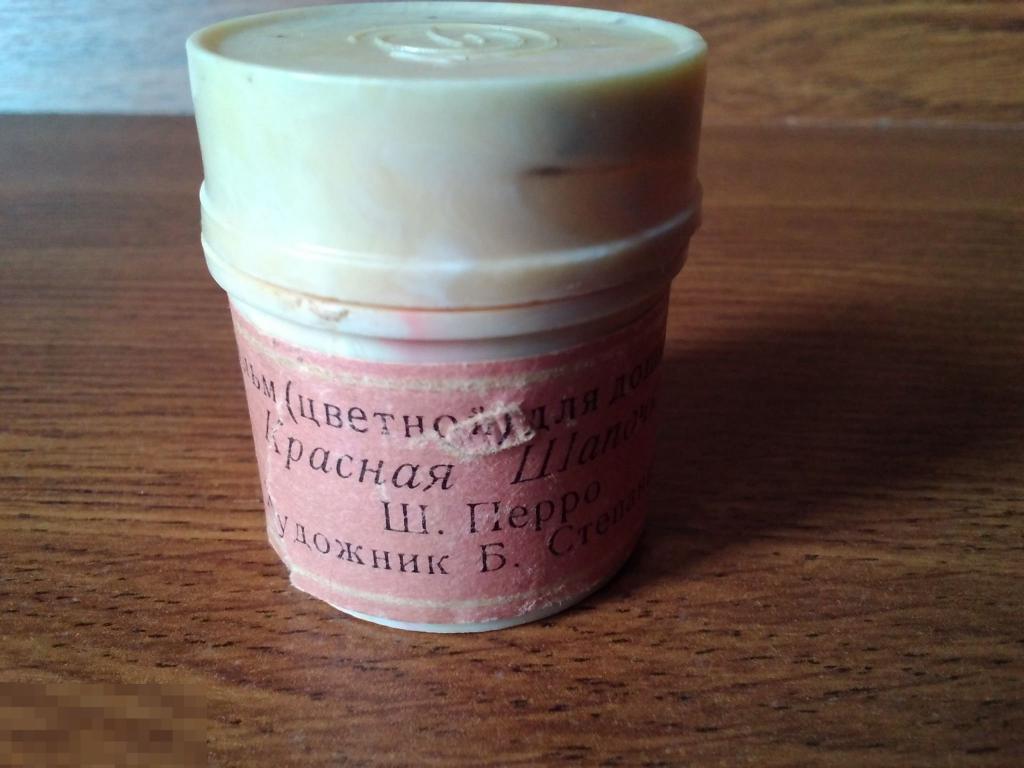 (цветной) для
Красная
Ш. Перро
Художник Б.